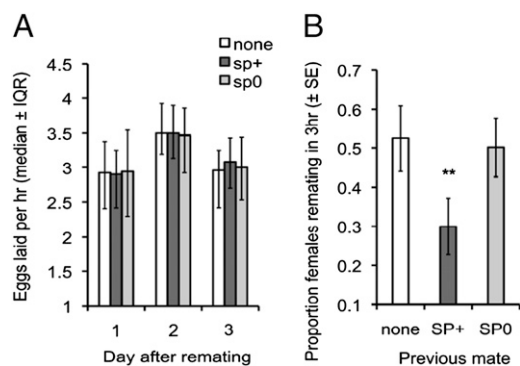 A
none
sp+
sp0
Eggs laid per hr (median ± IQR)
4.5
4
3.5
3
2.5
2
1.5
1
1 2 3
Day after remating
B
Proportion females remating in 3hr (± SE)
0.7
0.6
0.5
0.4
0.3
0.2
0.1
**
none SP+ SP0
Previous mate